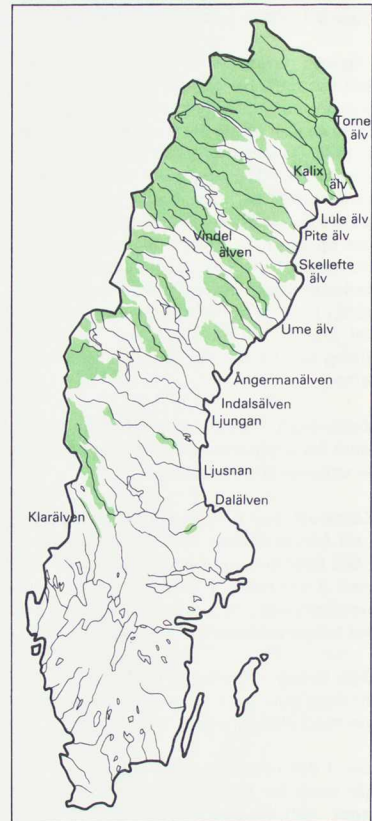 Torne
älv
Kalix
älv
Lule älv
Pite älv
Vindel
älven
Skellefte
älv
Ume älv
Ångermanälven
Indalsälven
Ljungan
Ljusnan
Dalälven
Klarälven